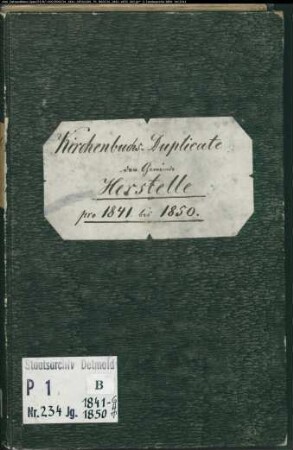 Kirchenbuchs-Duplicate
der Gemeinde
Herstelle
pro 1841 bis 1850.
Staatsarchiv Detmold
P 1 B
Nr. 234 Jg. 1841-
1850